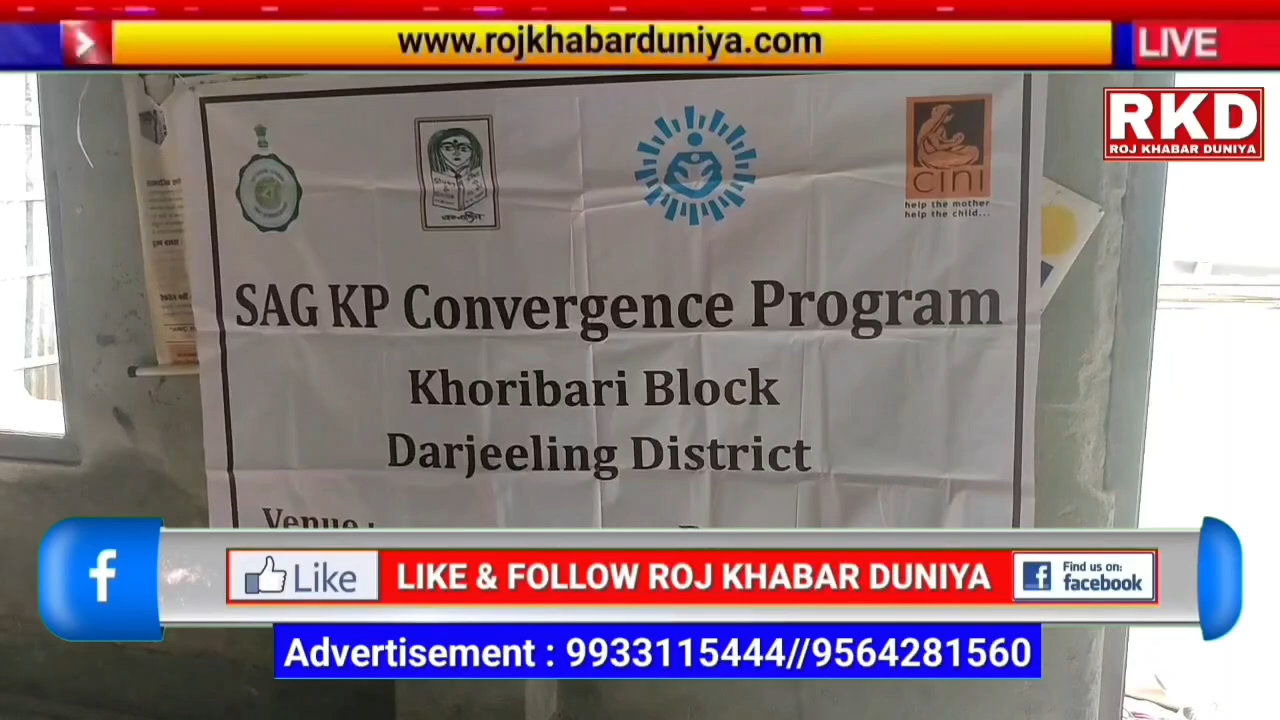 www.rojkhabarduniya.com
LIVE
RKD
ROJ KHABAR DUNIYA
CINI
help the mother
help the child...
SAG KP Convergence Program
Khoribari Block
Darjeeling District
Venue :
f
Like
LIKE & FOLLOW ROJ KHABAR DUNIYA
f
Find us on:
facebook
Advertisement : 9933115444//9564281560